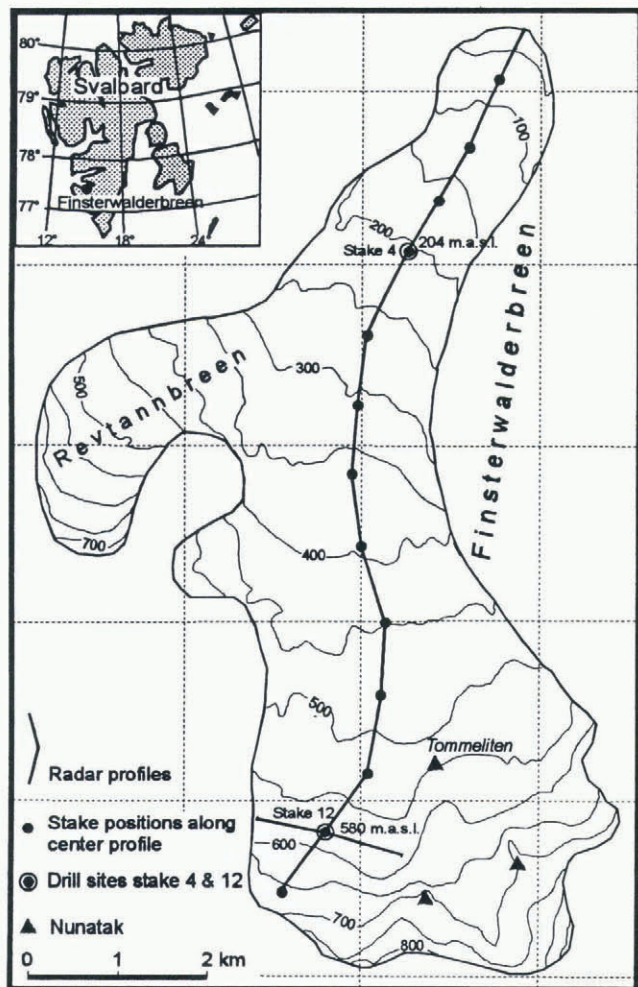 80°
79°
78°
77°
Svalbard
Finsterwalderbreen
12°
18°
24°
100
200
Stake 4
204 m.a.s.l.
Finsterwalderbreen
300
500
Revtannbreen
700
400
500
Tommeliten
Radar profiles
Stake 12
580 m.a.s.l.
600
Stake positions along
center profile
Drill sites stake 4 & 12
Nunatak
700
800
0 1 2 km